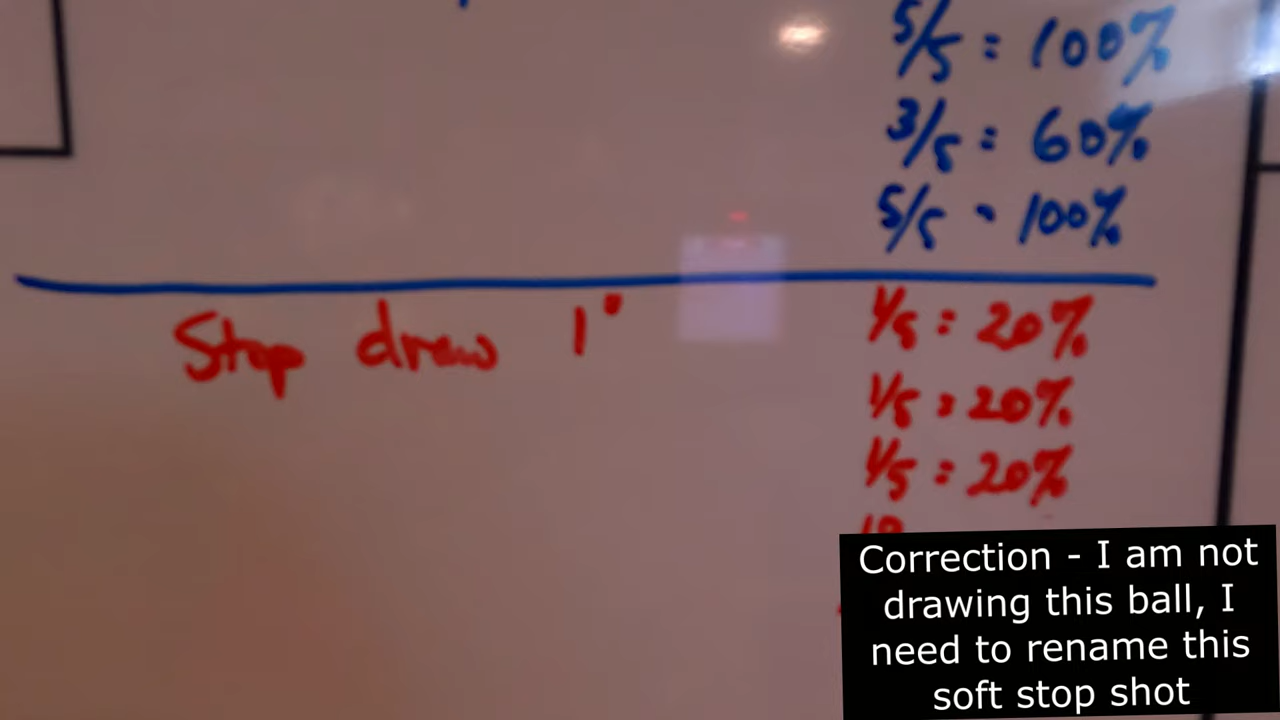 5/5 = 100%
3/5 = 60%
5/5 = 100%
Stop draw 1°
1/5 = 20%
1/5 = 20%
1/5 = 20%
Correction - I am not
drawing this ball, I
need to rename this
soft stop shot